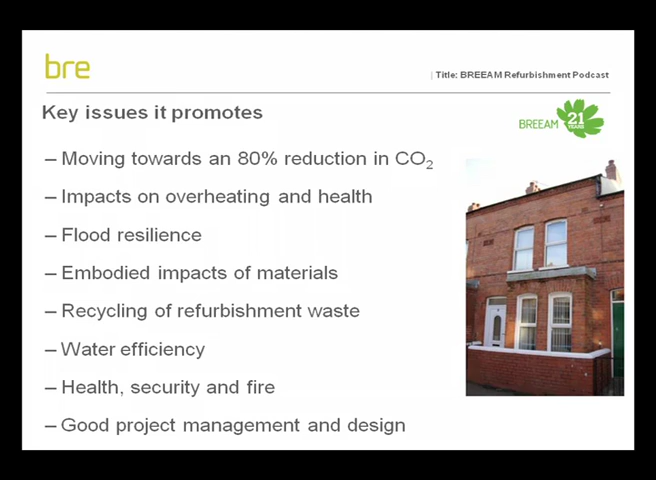 bre
| Title: BREEAM Refurbishment Podcast
Key issues it promotes
BREEAM 21 YEARS
– Moving towards an 80% reduction in CO₂
– Impacts on overheating and health
– Flood resilience
– Embodied impacts of materials
– Recycling of refurbishment waste
– Water efficiency
– Health, security and fire
– Good project management and design